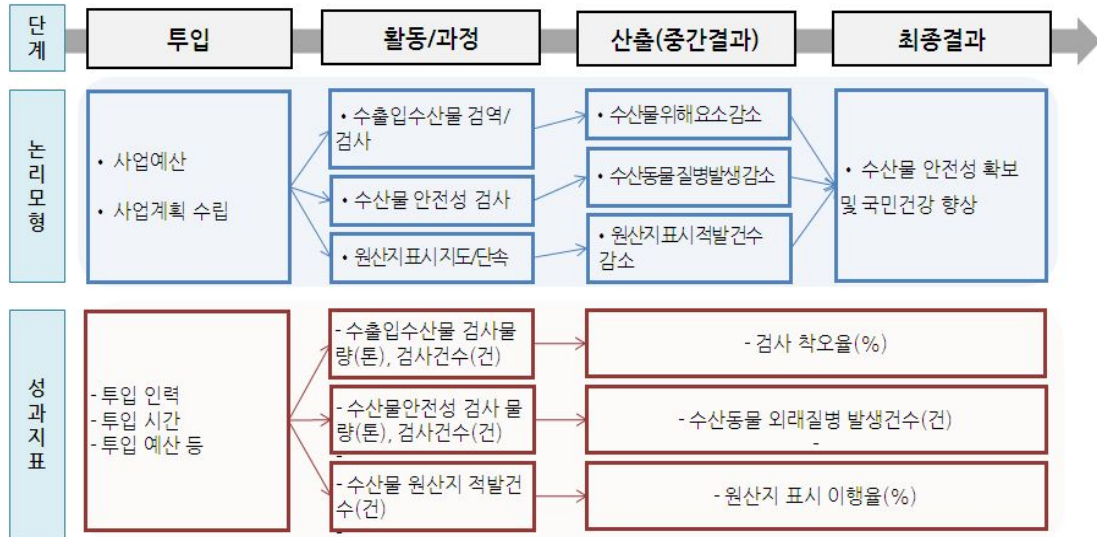 단계
투입
활동/과정
산출(중간결과)
최종결과
논리모형
• 사업예산
• 사업계획 수립
• 수출입수산물 검역/
검사
• 수산물 안전성 검사
• 원산지표시지도/단속
• 수산물위해요소감소
• 수산동물질병발생감소
• 원산지표시적발건수
감소
• 수산물 안전성 확보
및 국민건강 향상
성과지표
- 투입 인력
- 투입 시간
- 투입 예산 등
- 수출입수산물 검사물
량(톤), 검사건수(건)
- 수산물안전성 검사 물
량(톤), 검사건수(건)
-
- 수산물 원산지 적발건
수(건)
-
- 검사 착오율(%)
- 수산동물 외래질병 발생건수(건)
-
- 원산지 표시 이행율(%)